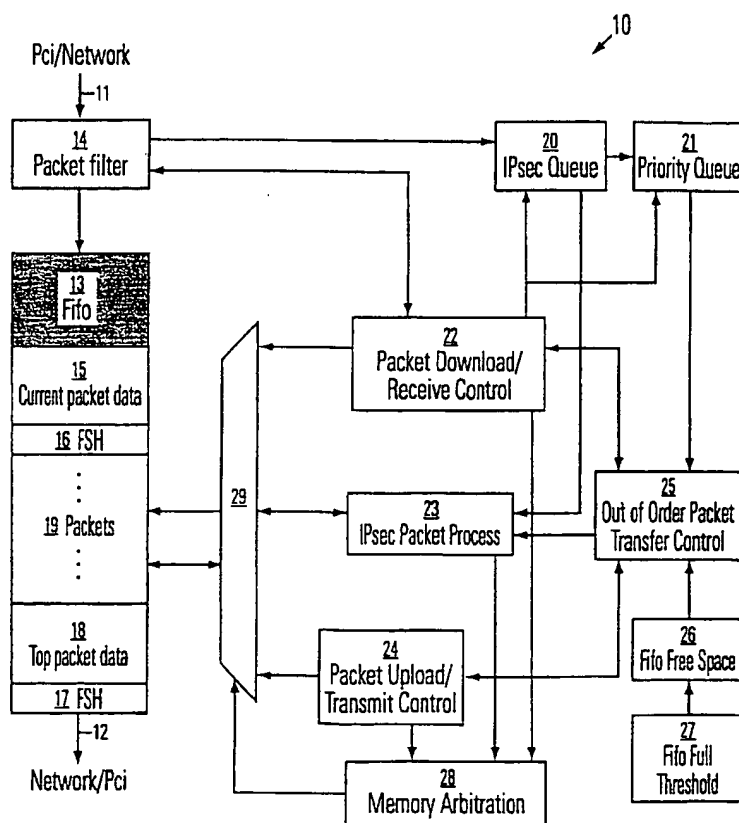 10
Pci/Network
11
14
Packet filter
20
IPsec Queue
21
Priority Queue
13
Fifo
22
Packet Download/
Receive Control
15
Current packet data
16 FSH
29
19 Packets
23
IPsec Packet Process
25
Out of Order Packet
Transfer Control
18
Top packet data
24
Packet Upload/
Transmit Control
26
Fifo Free Space
17 FSH
12
27
Fifo Full
Threshold
Network/Pci
28
Memory Arbitration